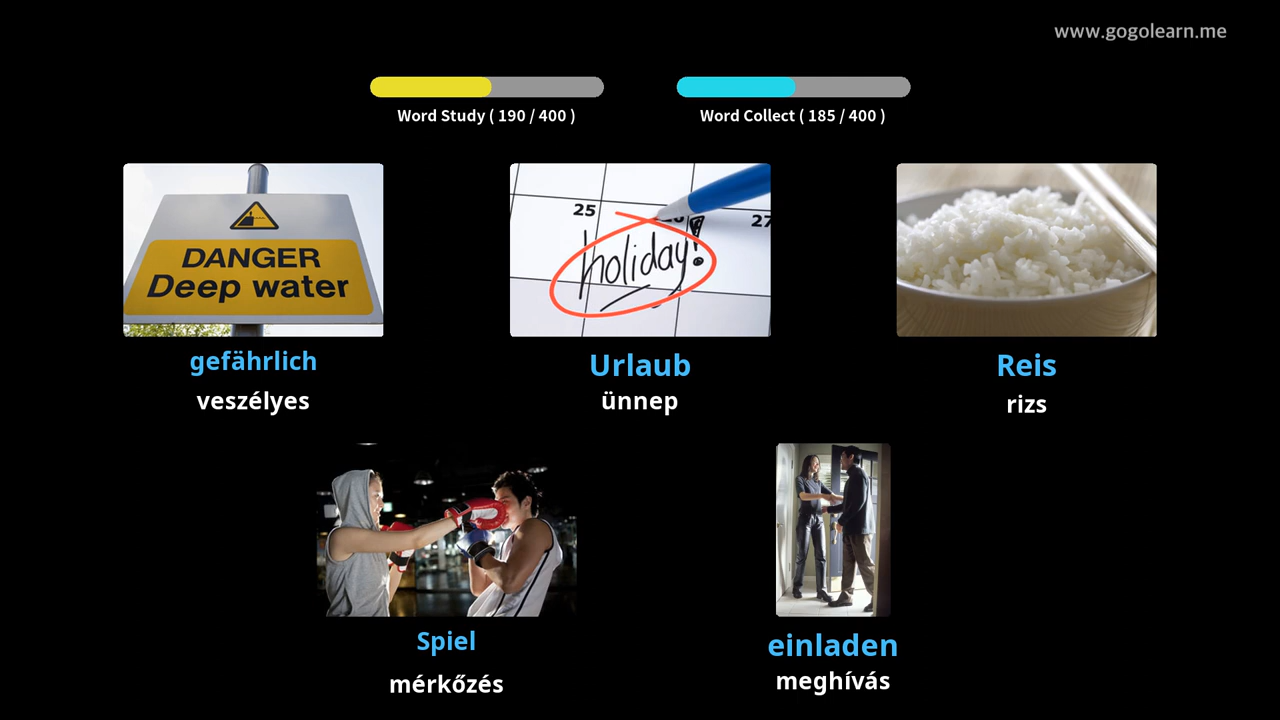 www.gogolearn.me
Word Study ( 190 / 400 )
Word Collect ( 185 / 400 )
DANGER
Deep water
25
27
holiday!
gefährlich
veszélyes
Urlaub
ünnep
Reis
rizs
Spiel
mérkőzés
einladen
meghívás